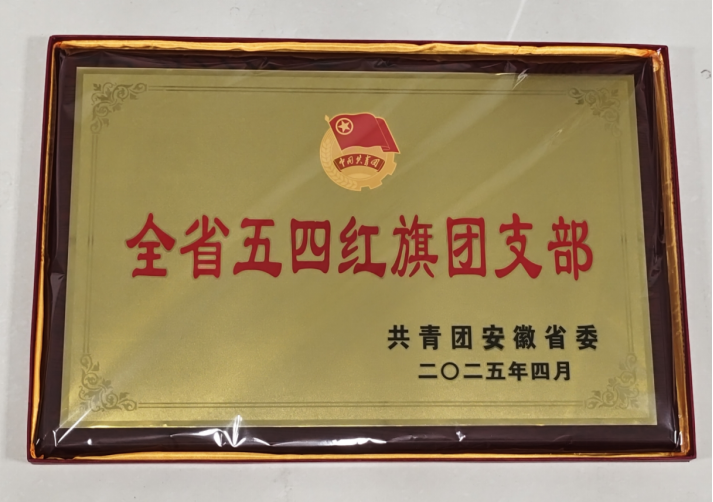 中国共青团
全省五四红旗团支部
共青团安徽省委
二〇二五年四月